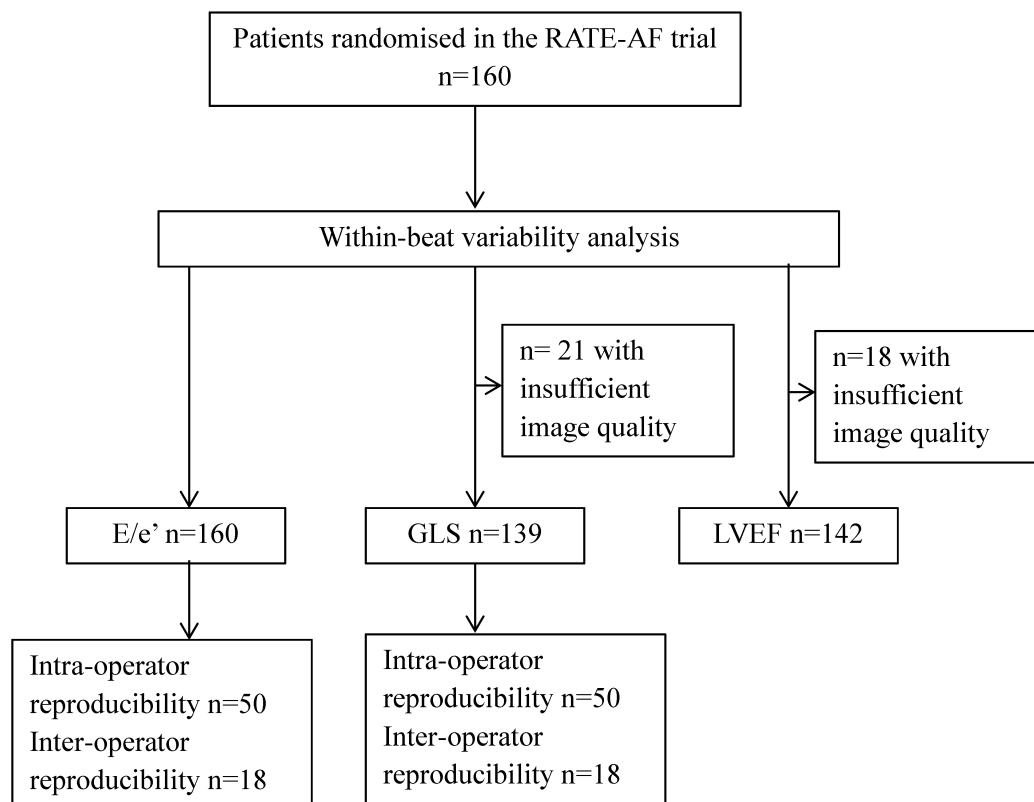 Patients randomised in the RATE-AF trial
n=160
Within-beat variability analysis
n= 21 with
insufficient
image quality
n=18 with
insufficient
image quality
E/e’ n=160
GLS n=139
LVEF n=142
Intra-operator
reproducibility n=50
Inter-operator
reproducibility n=18
Intra-operator
reproducibility n=50
Inter-operator
reproducibility n=18